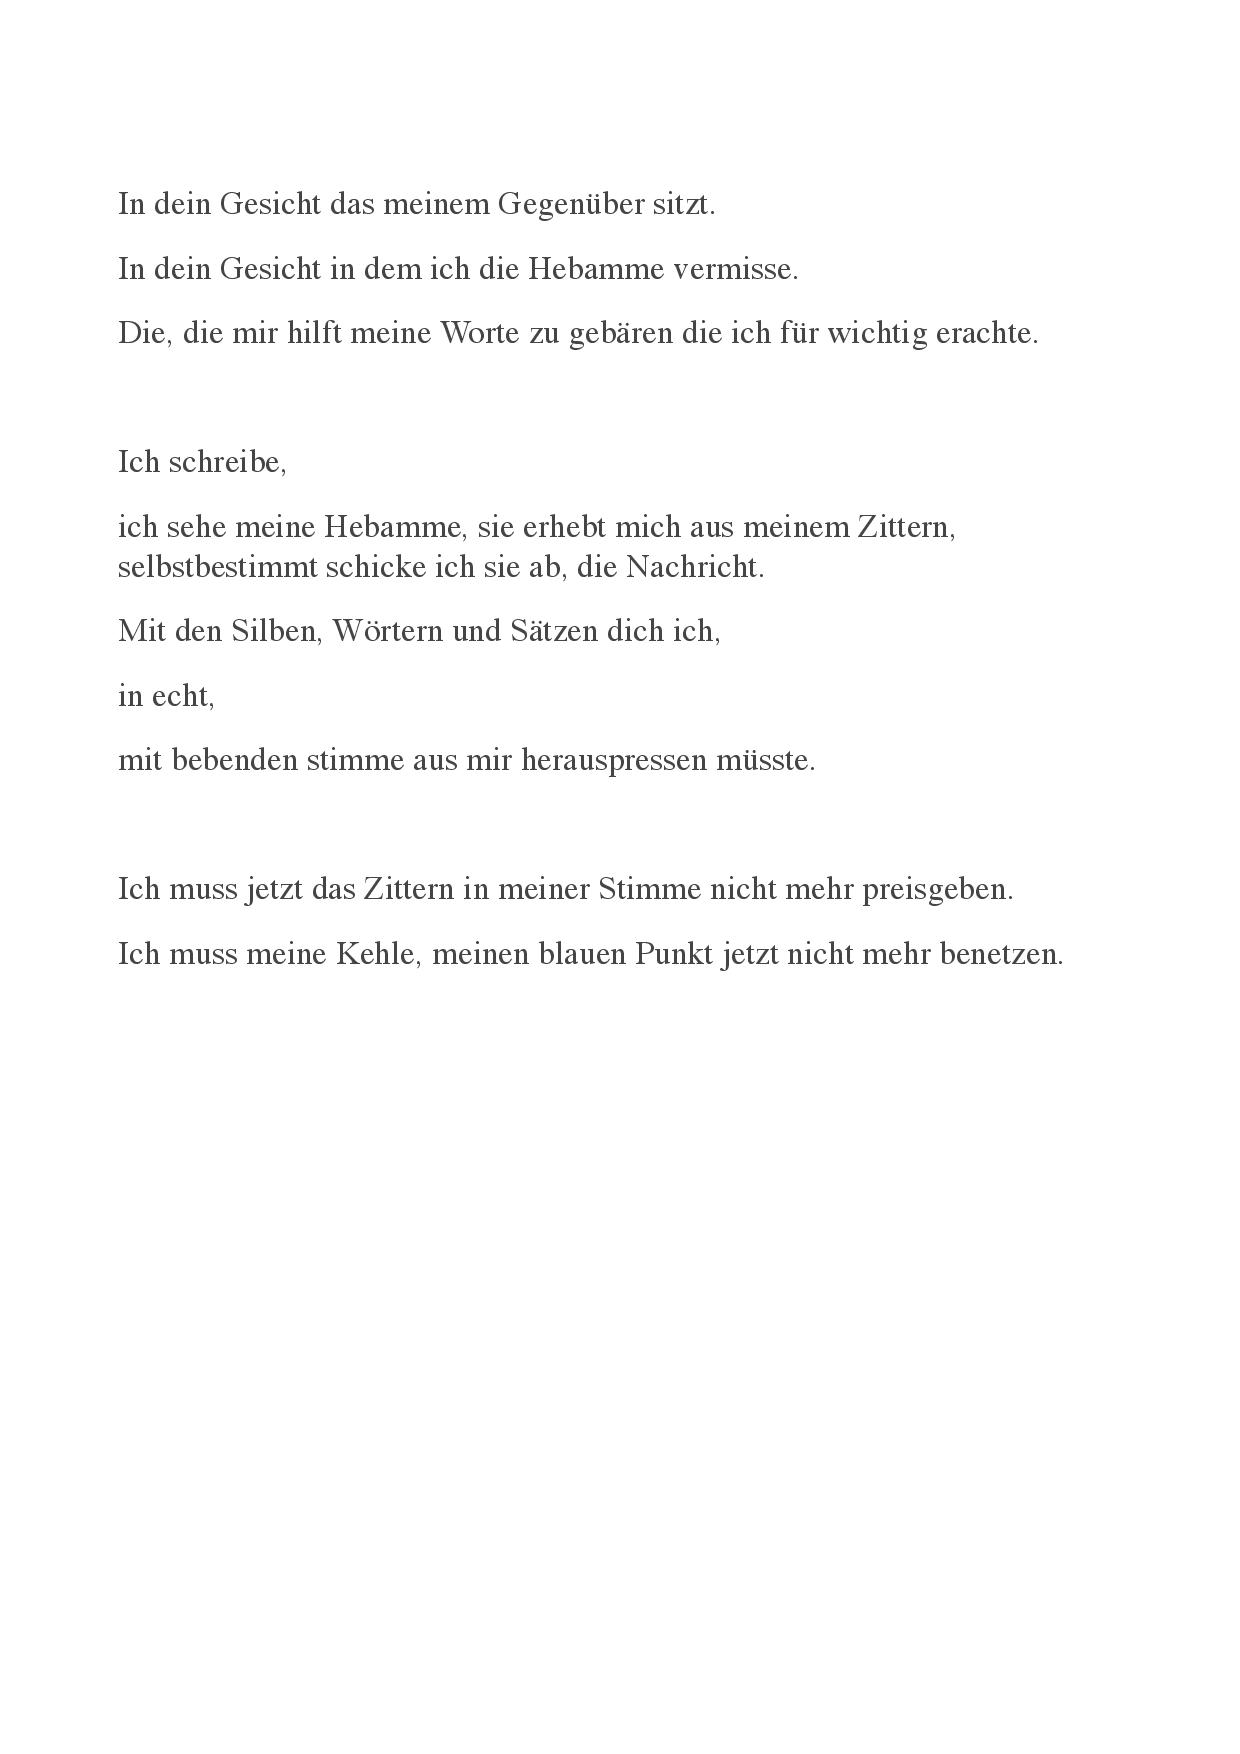 In dein Gesicht das meinem Gegenüber sitzt.
In dein Gesicht in dem ich die Hebamme vermisse.
Die, die mir hilft meine Worte zu gebären die ich für wichtig erachte.
Ich schreibe,
ich sehe meine Hebamme, sie erhebt mich aus meinem Zittern,
selbstbestimmt schicke ich sie ab, die Nachricht.
Mit den Silben, Wörtern und Sätzen dich ich,
in echt,
mit bebenden stimme aus mir herauspressen müsste.
Ich muss jetzt das Zittern in meiner Stimme nicht mehr preisgeben.
Ich muss meine Kehle, meinen blauen Punkt jetzt nicht mehr benetzen.